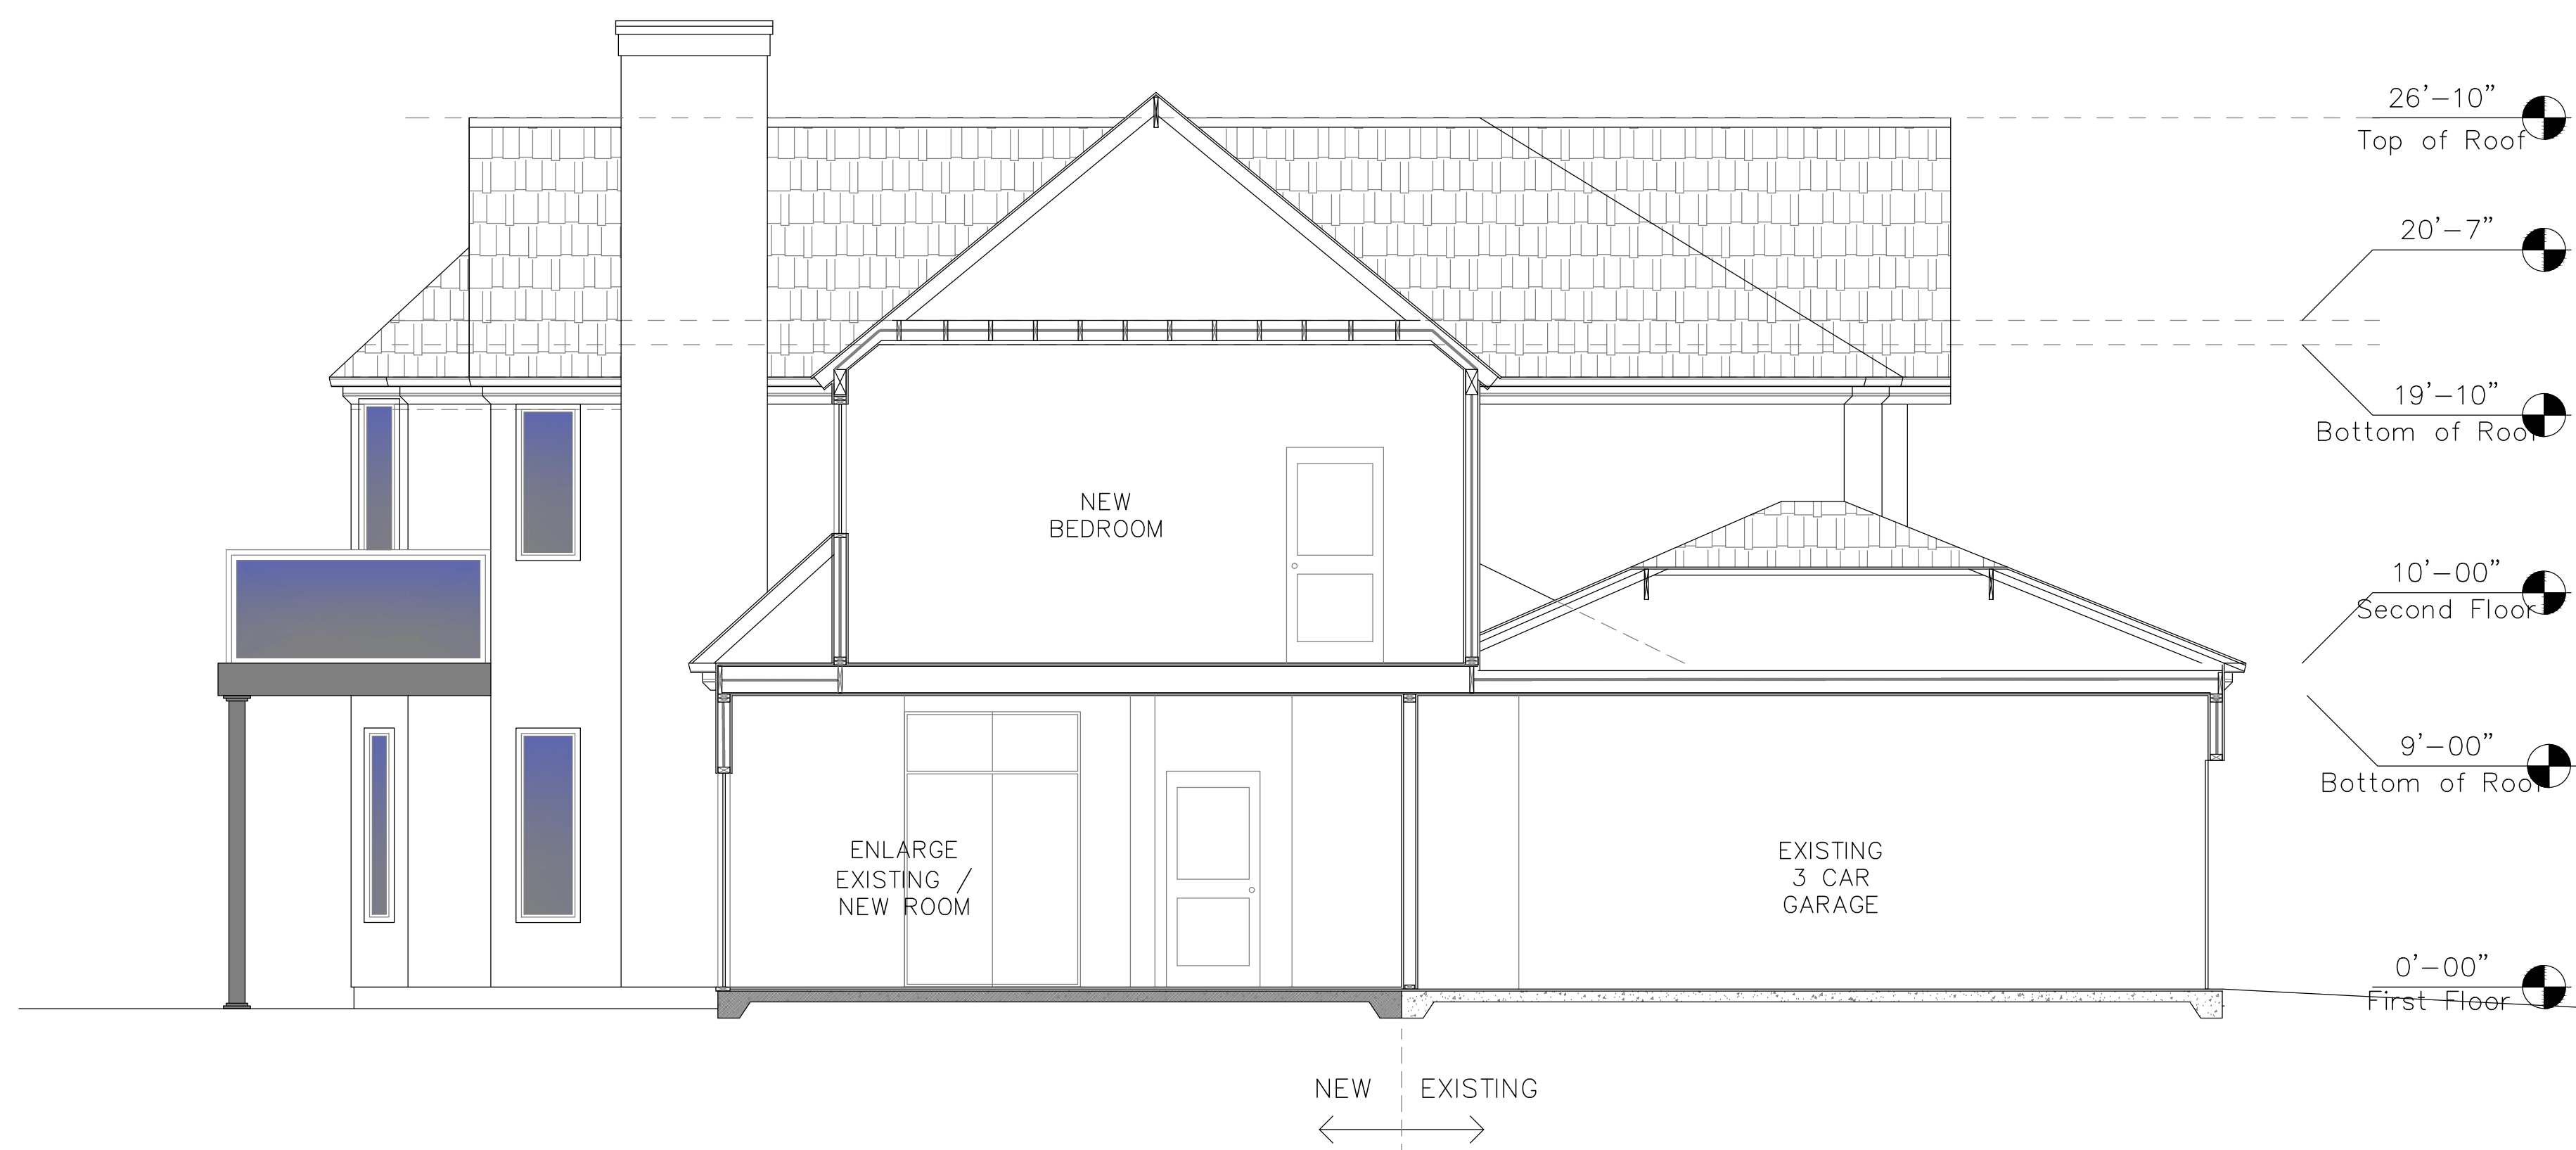 26’–10”
Top of Roof
20’–7”
19’–10”
Bottom of Roof
NEW
BEDROOM
10’–00”
Second Floor
9’–00”
Bottom of Roof
ENLARGE
EXISTING /
NEW ROOM
EXISTING
3 CAR
GARAGE
0’–00”
First Floor
NEW EXISTING